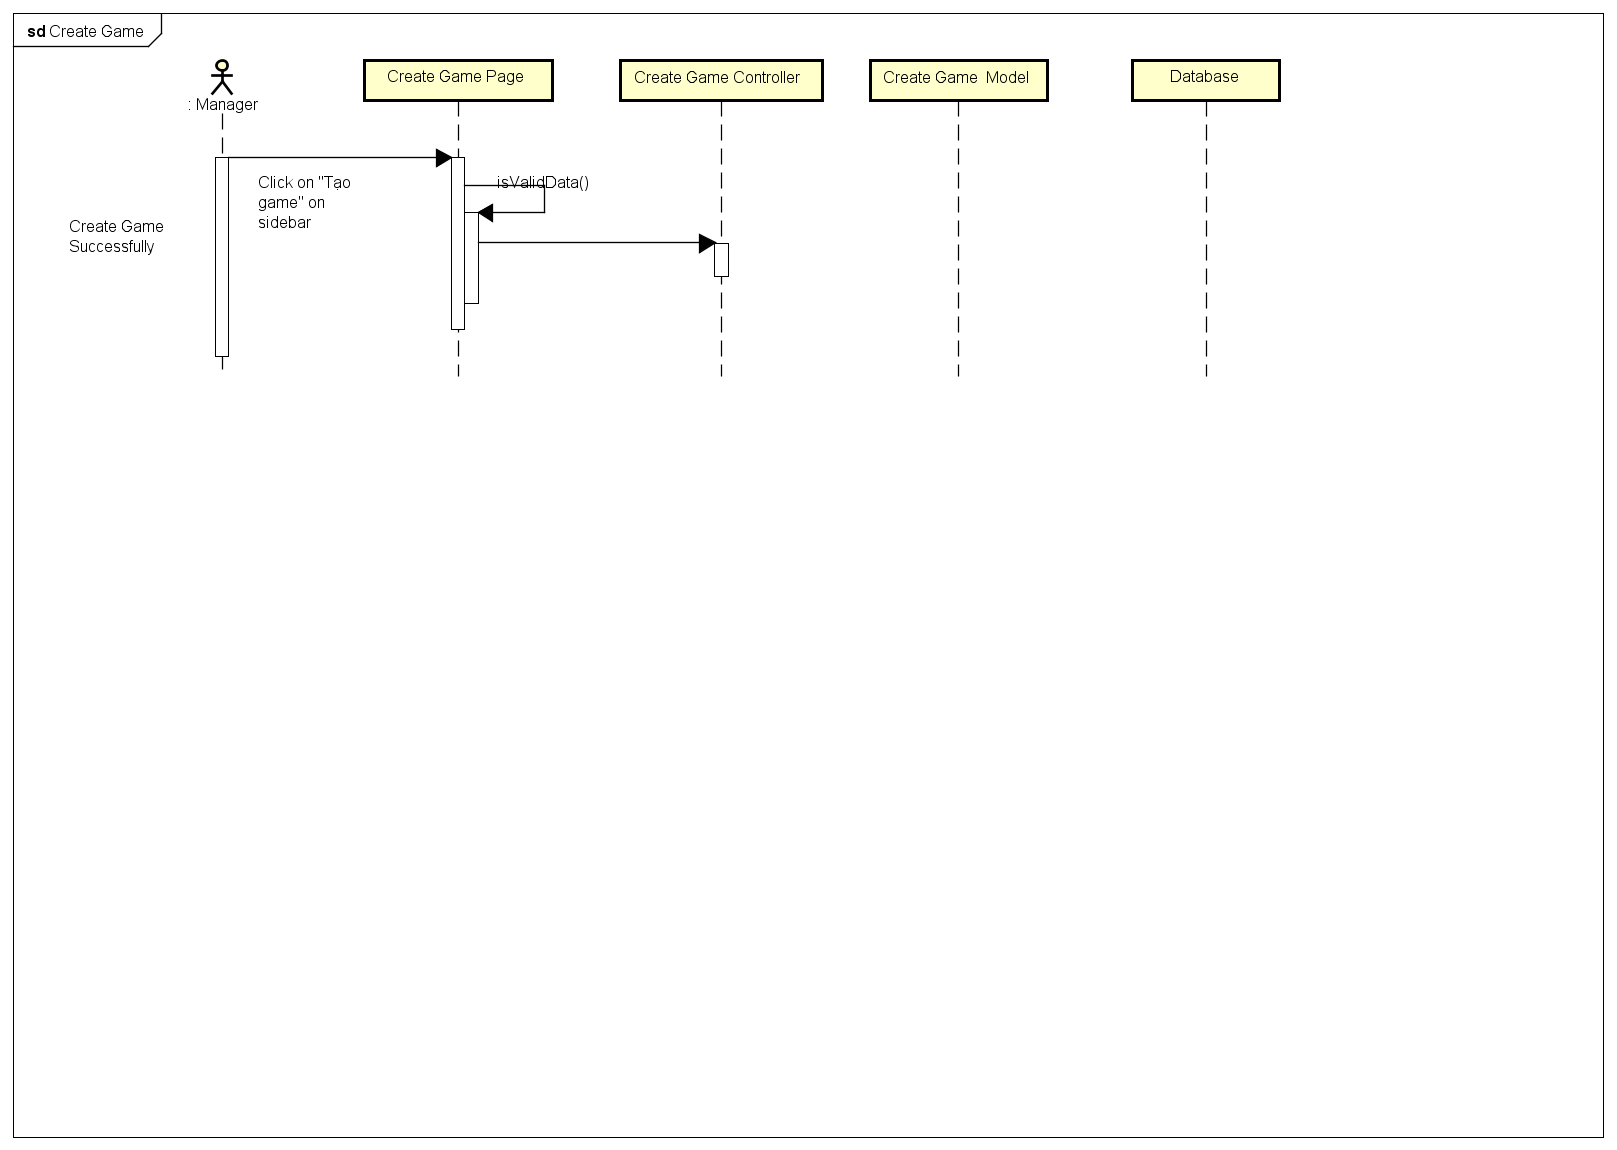 sd Create Game
: Manager
Create Game Page
Create Game Controller
Create Game  Model
Database
Click on "Tạo
game" on
sidebar
isValidData()
Create Game
Successfully